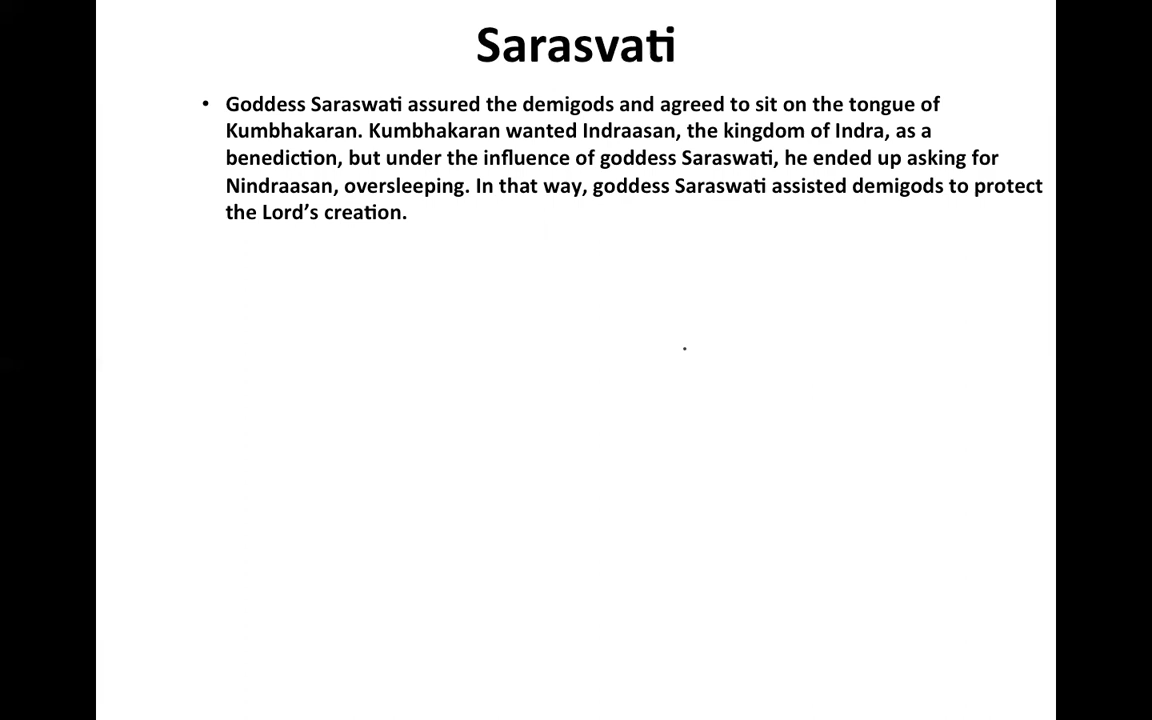 Sarasvati
• Goddess Saraswati assured the demigods and agreed to sit on the tongue of
Kumbhakaran. Kumbhakaran wanted Indraasan, the kingdom of Indra, as a
benediction, but under the influence of goddess Saraswati, he ended up asking for
Nindraasan, oversleeping. In that way, goddess Saraswati assisted demigods to protect
the Lord’s creation.